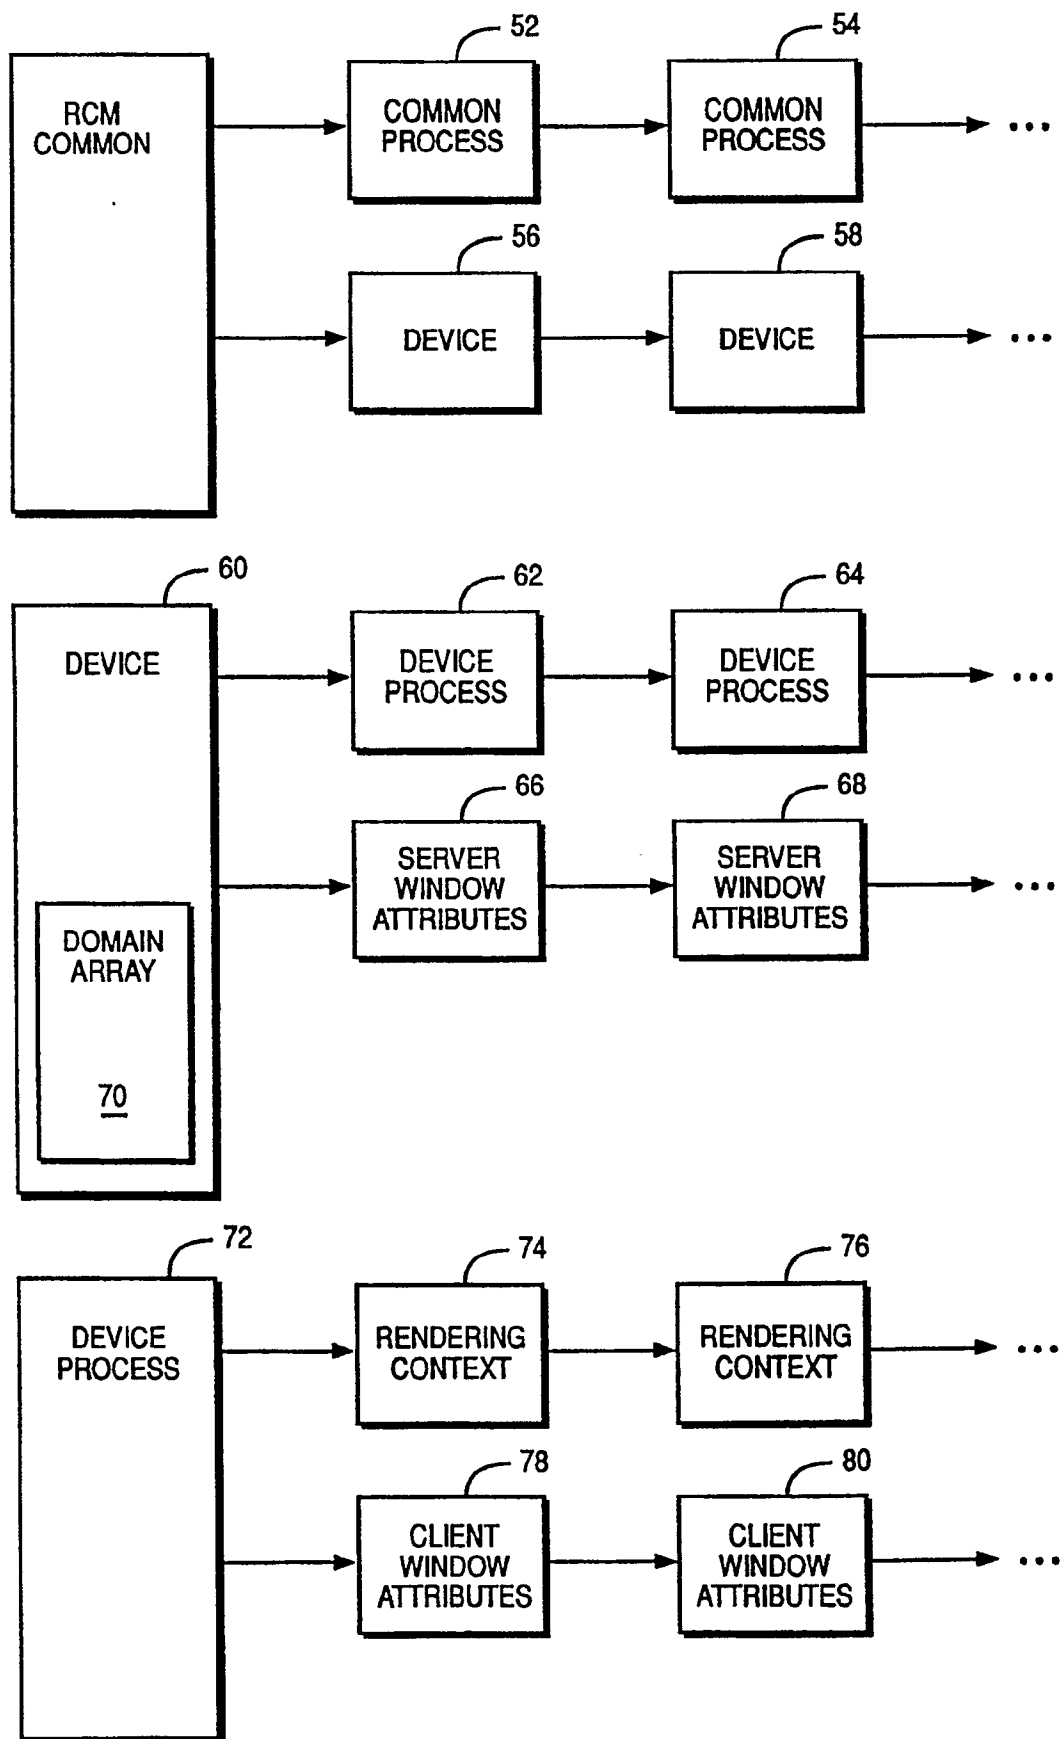 52
54
RCM
COMMON
COMMON
PROCESS
COMMON
PROCESS
...
56
58
DEVICE
DEVICE
...
60
62
64
DEVICE
DEVICE
PROCESS
DEVICE
PROCESS
...
66
68
SERVER
WINDOW
ATTRIBUTES
SERVER
WINDOW
ATTRIBUTES
...
DOMAIN
ARRAY
70
72
74
76
DEVICE
PROCESS
RENDERING
CONTEXT
RENDERING
CONTEXT
...
78
80
CLIENT
WINDOW
ATTRIBUTES
CLIENT
WINDOW
ATTRIBUTES
...